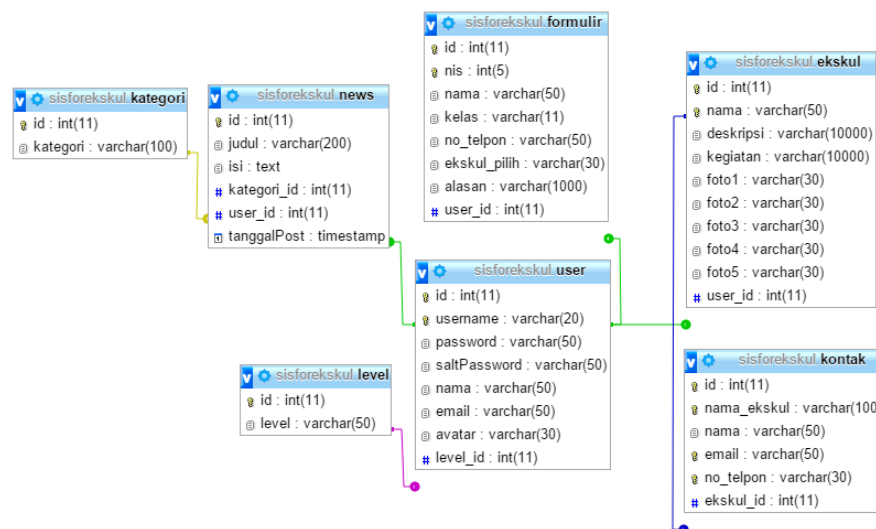 sisforekskul.kategori
id : int(11)
kategori : varchar(100)
sisforekskul.news
id : int(11)
judul : varchar(200)
isi : text
kategori_id : int(11)
user_id : int(11)
tanggalPost : timestamp
sisforekskul.formulir
id : int(11)
nis : int(5)
nama : varchar(50)
kelas : varchar(11)
no_telpon : varchar(50)
ekskul_pilih : varchar(30)
alasan : varchar(1000)
user_id : int(11)
sisforekskul.ekskul
id : int(11)
nama : varchar(50)
deskripsi : varchar(10000)
kegiatan : varchar(10000)
foto1 : varchar(30)
foto2 : varchar(30)
foto3 : varchar(30)
foto4 : varchar(30)
foto5 : varchar(30)
user_id : int(11)
sisforekskul.level
id : int(11)
level : varchar(50)
sisforekskul.user
id : int(11)
username : varchar(20)
password : varchar(50)
saltPassword : varchar(50)
nama : varchar(50)
email : varchar(50)
avatar : varchar(30)
level_id : int(11)
sisforekskul.kontak
id : int(11)
nama_ekskul : varchar(100
nama : varchar(50)
email : varchar(50)
no_telpon : varchar(30)
ekskul_id : int(11)